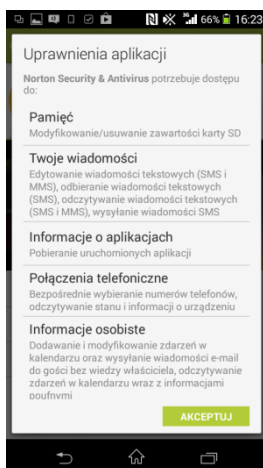 66% 16:23
Uprawnienia aplikacji
Norton Security & Antivirus potrzebuje dostępu
do:
Pamięć
Modyfikowanie/usuwanie zawartości karty SD
Twoje wiadomości
Edytowanie wiadomości tekstowych (SMS i
MMS), odbieranie wiadomości tekstowych
(SMS), odczytywanie wiadomości tekstowych
(SMS i MMS), wysyłanie wiadomości SMS
Informacje o aplikacjach
Pobieranie uruchomionych aplikacji
Połączenia telefoniczne
Bezpośrednie wybieranie numerów telefonów,
odczytywanie stanu i informacji o urządzeniu
Informacje osobiste
Dodawanie i modyfikowanie zdarzeń w
kalendarzu oraz wysyłanie wiadomości e-mail
do gości bez wiedzy właściciela, odczytywanie
zdarzeń w kalendarzu wraz z informacjami
poufnymi
AKCEPTUJ